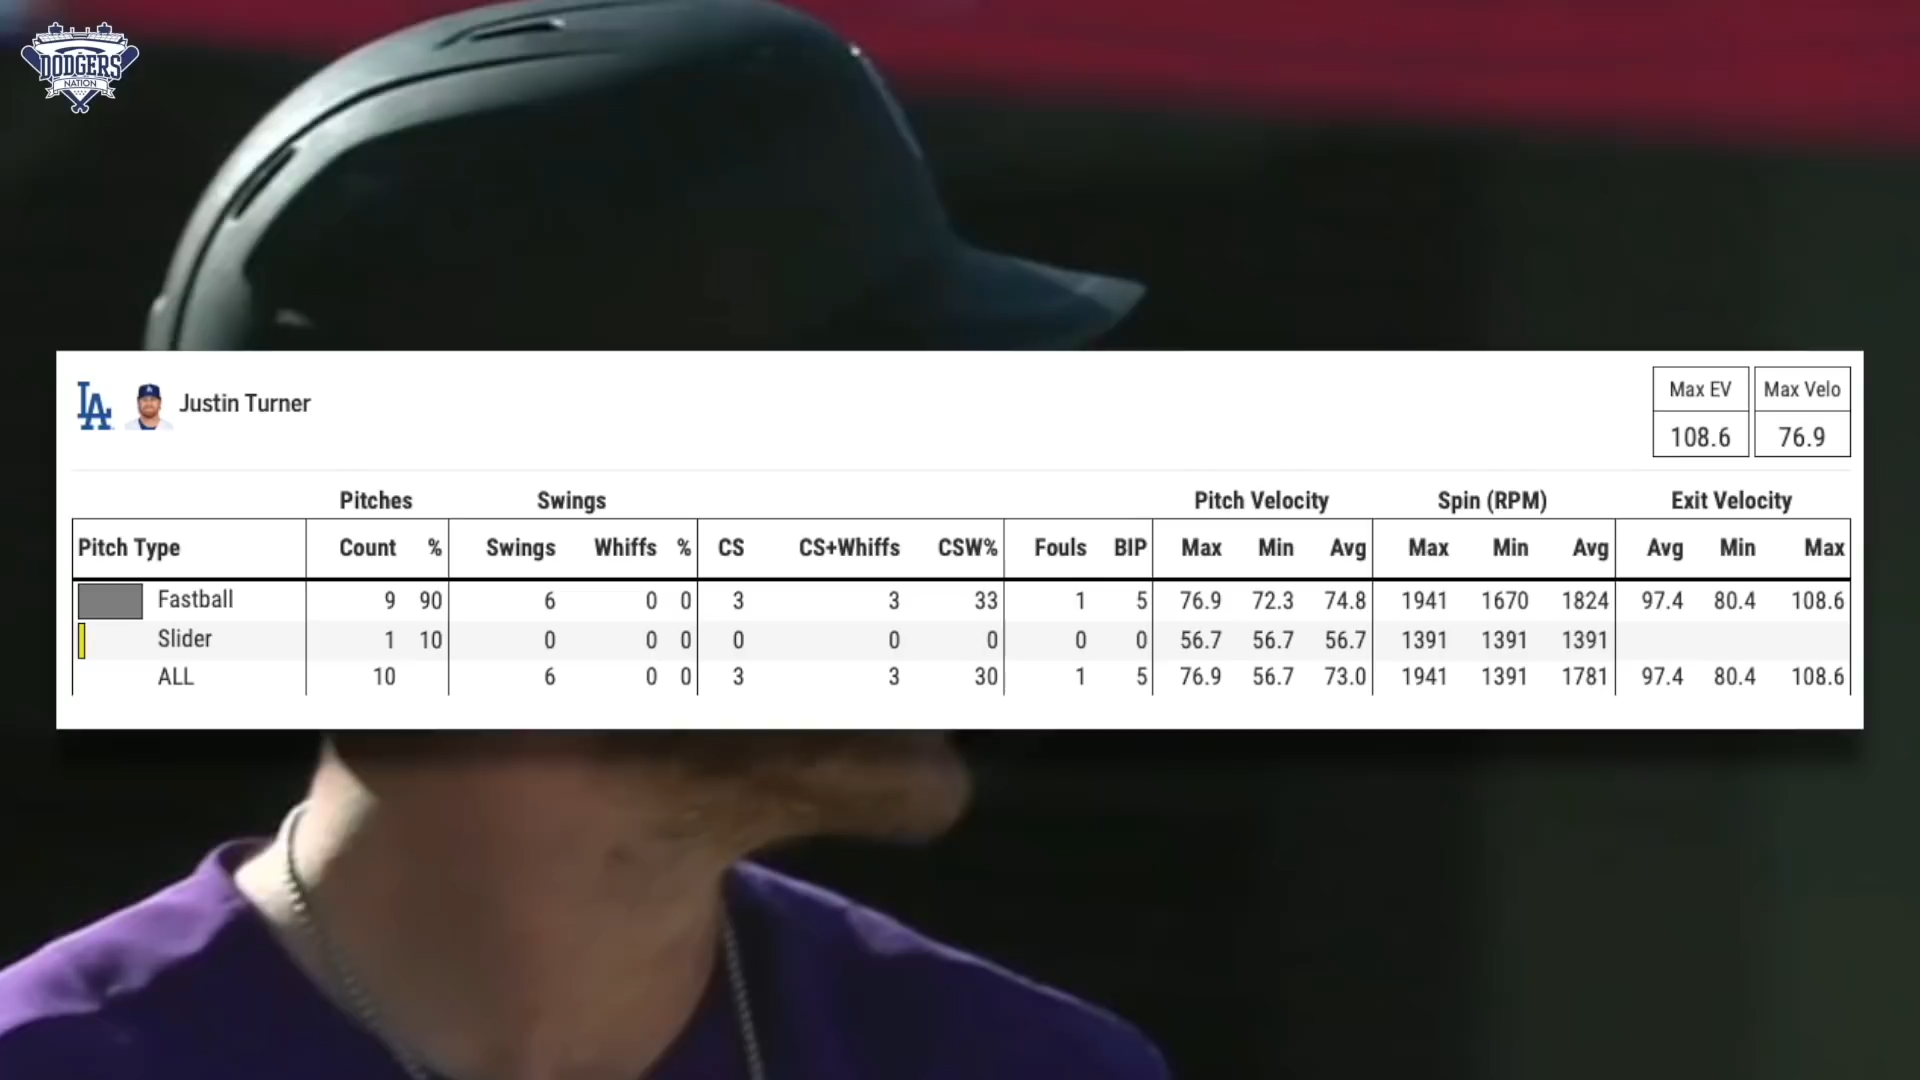 DODGERS
NATION
LA Justin Turner
Max EV Max Velo
108.6 76.9
Pitches Swings Pitch Velocity Spin (RPM) Exit Velocity
Pitch Type Count % Swings Whiffs % CS CS+Whiffs CSW% Fouls BIP Max Min Avg Max Min Avg Avg Min Max
Fastball 9 90 6 0 0 3 3 33 1 5 76.9 72.3 74.8 1941 1670 1824 97.4 80.4 108.6
Slider 1 10 0 0 0 0 0 0 0 0 56.7 56.7 56.7 1391 1391 1391
ALL 10 6 0 0 3 3 30 1 5 76.9 56.7 73.0 1941 1391 1781 97.4 80.4 108.6